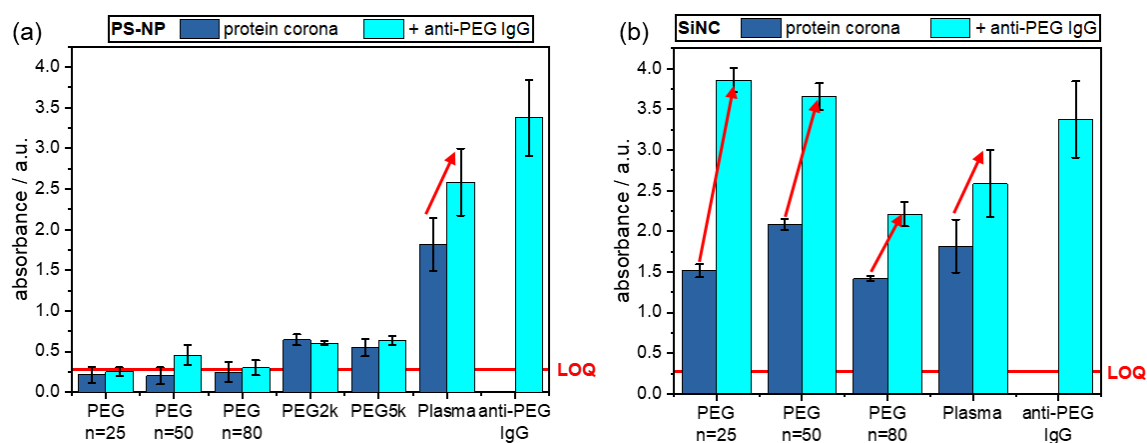 (a)
PS-NP protein corona + anti-PEG IgG
absorbance / a.u.
4.0
3.5
3.0
2.5
2.0
1.5
1.0
0.5
0.0
LOQ
PEG PEG PEG PEG2k PEG5k Plasma anti-PEG
n=25 n=50 n=80 IgG
(b)
SiNC protein corona + anti-PEG IgG
absorbance / a.u.
4.0
3.5
3.0
2.5
2.0
1.5
1.0
0.5
0.0
LOQ
PEG PEG PEG Plasma anti-PEG
n=25 n=50 n=80 IgG